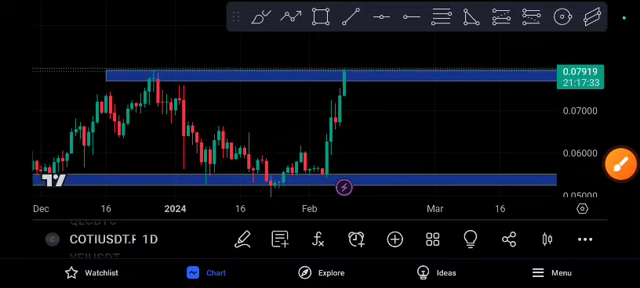 0.07919
21:17:33
0.07000
0.06000
0.05000
Dec 16 2024 16 Feb Mar 16
COTIUSDT.P 1D
Watchlist Chart Explore Ideas Menu